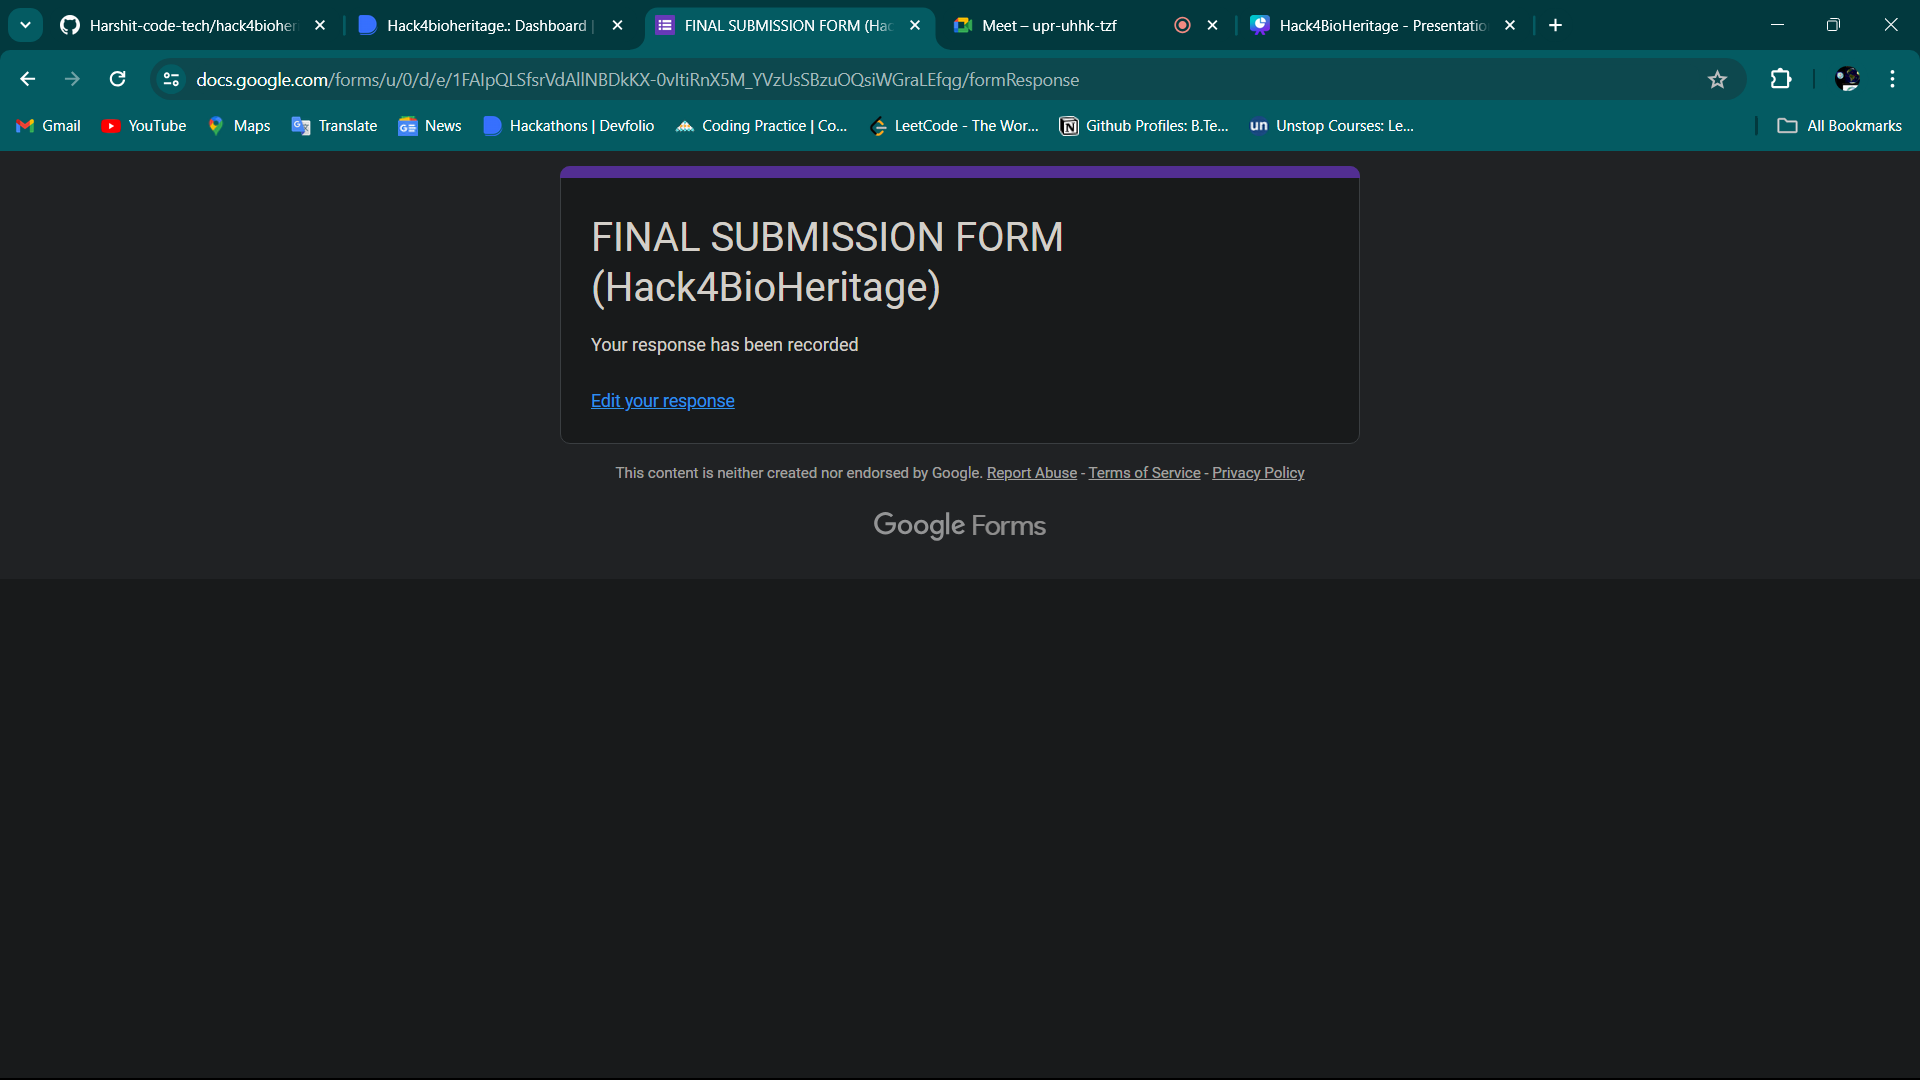 Harshit-code-tech/hack4bioher
Hack4bioheritage.: Dashboard |
FINAL SUBMISSION FORM (Hac
Meet – upr-uhhk-tzf
Hack4BioHeritage - Presentatio
docs.google.com/forms/u/0/d/e/1FAIpQLSfsrVdAllNBDkKX-0vItiRnX5M_YVzUsSBzuOQsiWGraLEfqg/formResponse
Gmail
YouTube
Maps
Translate
News
Hackathons | Devfolio
Coding Practice | Co...
LeetCode - The Wor...
Github Profiles: B.Te...
un Unstop Courses: Le...
All Bookmarks
FINAL SUBMISSION FORM
(Hack4BioHeritage)
Your response has been recorded
Edit your response
This content is neither created nor endorsed by Google. Report Abuse - Terms of Service - Privacy Policy
Google Forms